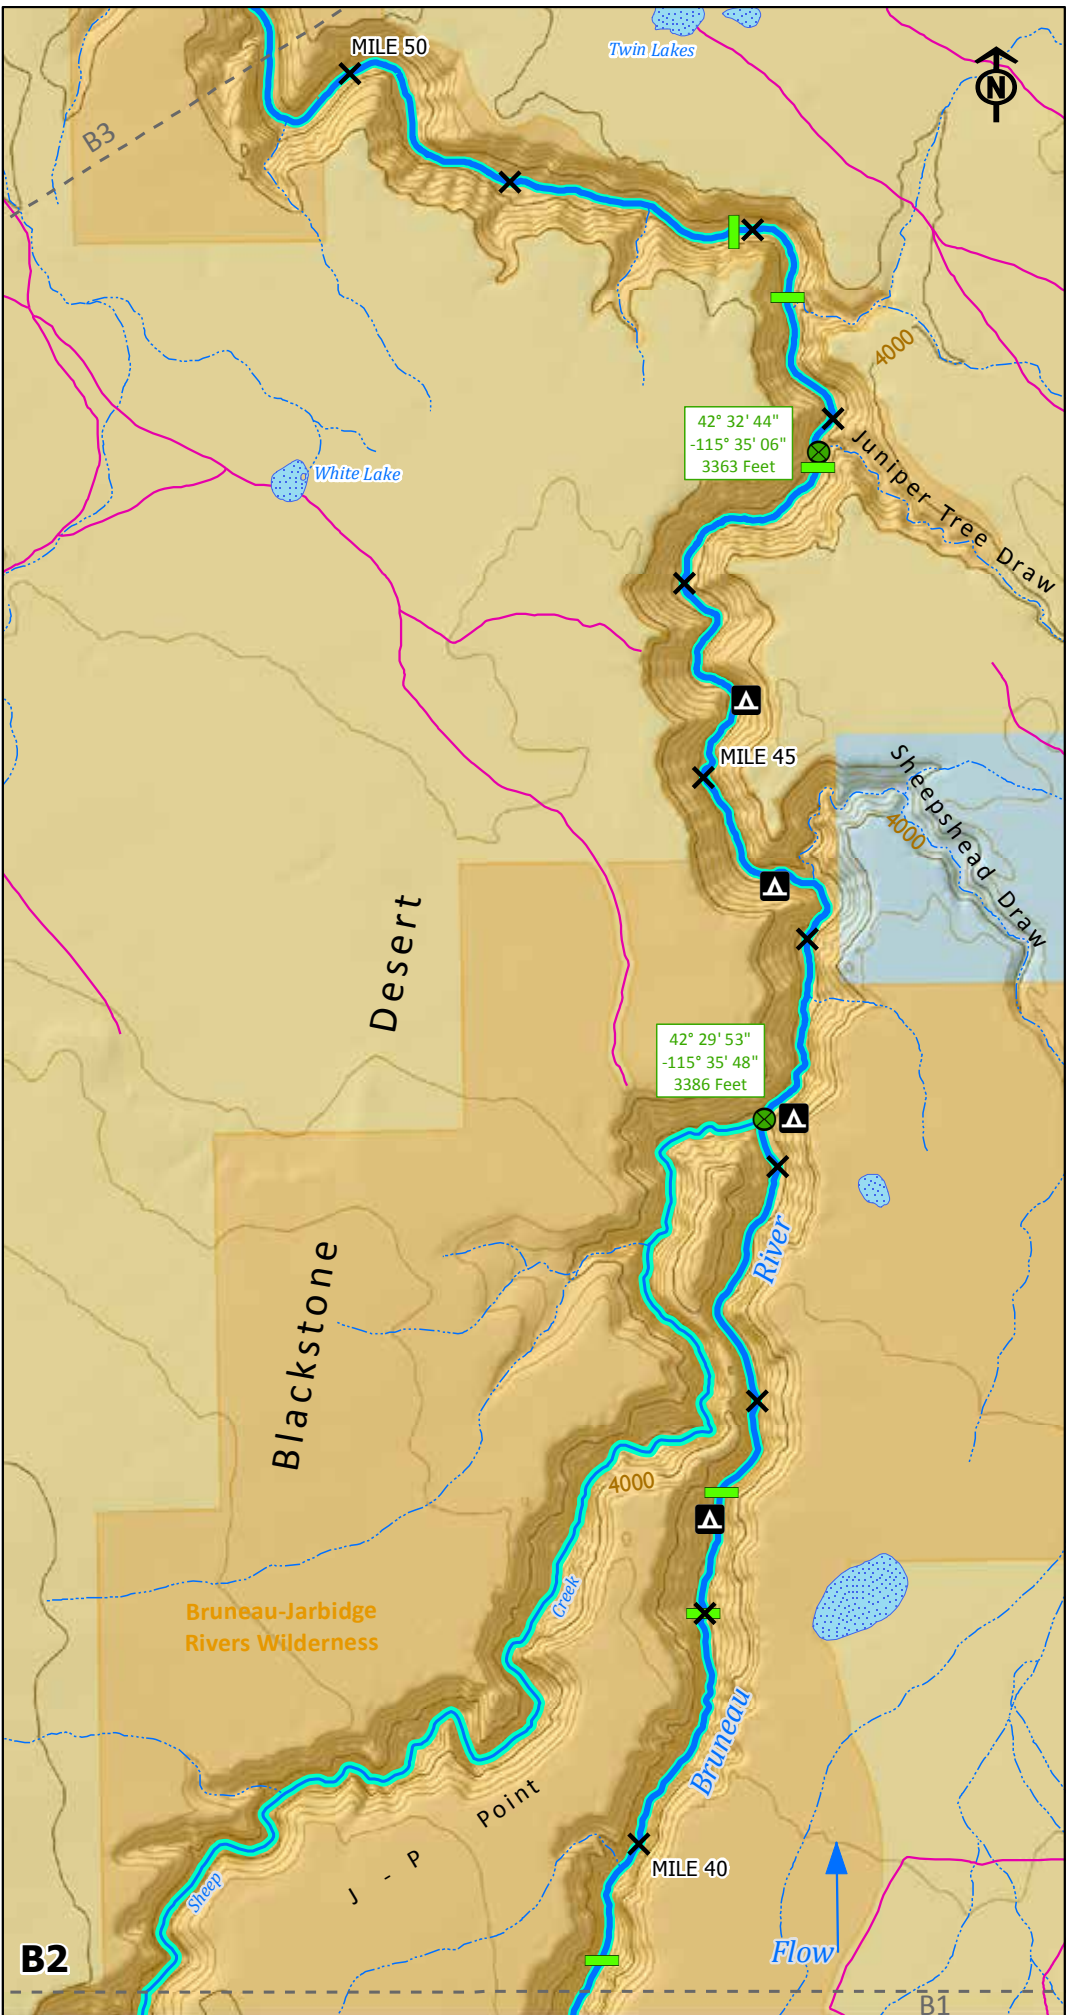 MILE 50
Twin Lakes
N
B3
4000
42° 32' 44"
-115° 35' 06"
3363 Feet
Juniper Tree Draw
White Lake
MILE 45
Sheepshead Draw
4000
Desert
42° 29' 53"
-115° 35' 48"
3386 Feet
River
Blackstone
4000
Creek
Bruneau-Jarbidge
Rivers Wilderness
Bruneau
J - P Point
MILE 40
Sheep
Flow
B2
B1